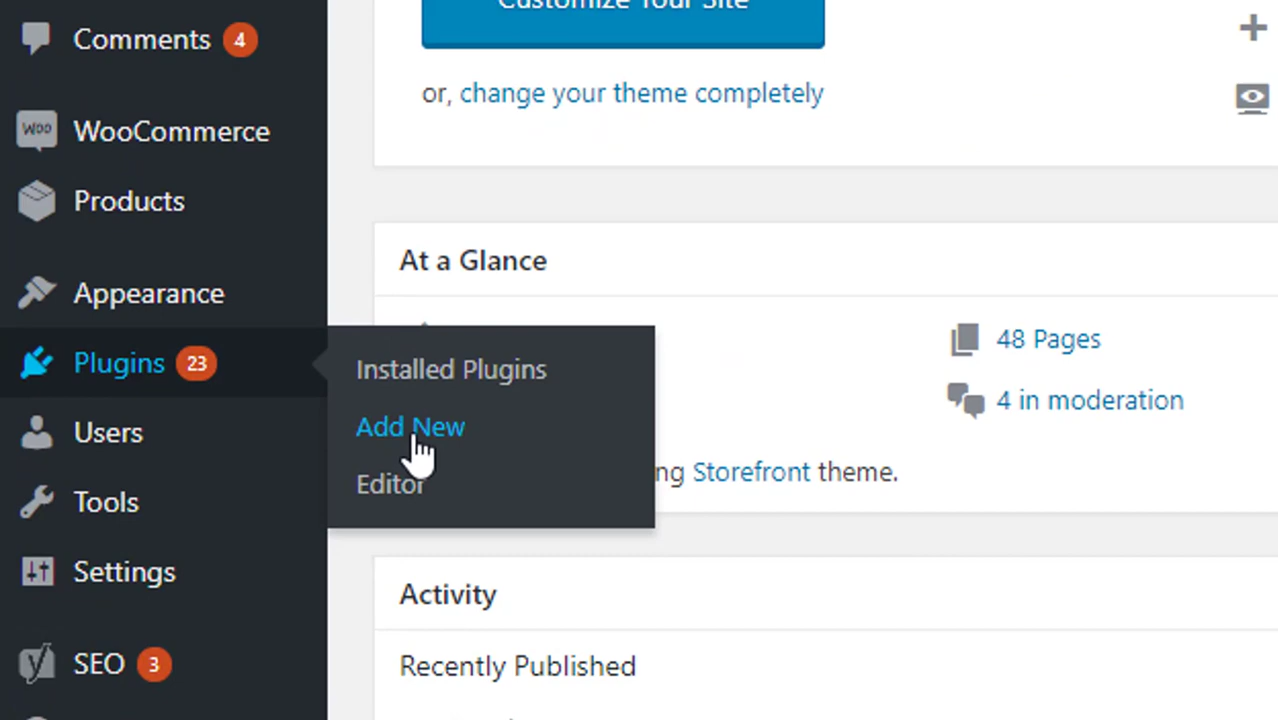 Comments 4
WOO WooCommerce
Products
Appearance
Plugins 23
Users
Tools
Settings
SEO 3
Installed Plugins
Add New
Editor
Customize Your Site
or, change your theme completely
At a Glance
48 Pages
4 in moderation
ng Storefront theme.
Activity
Recently Published